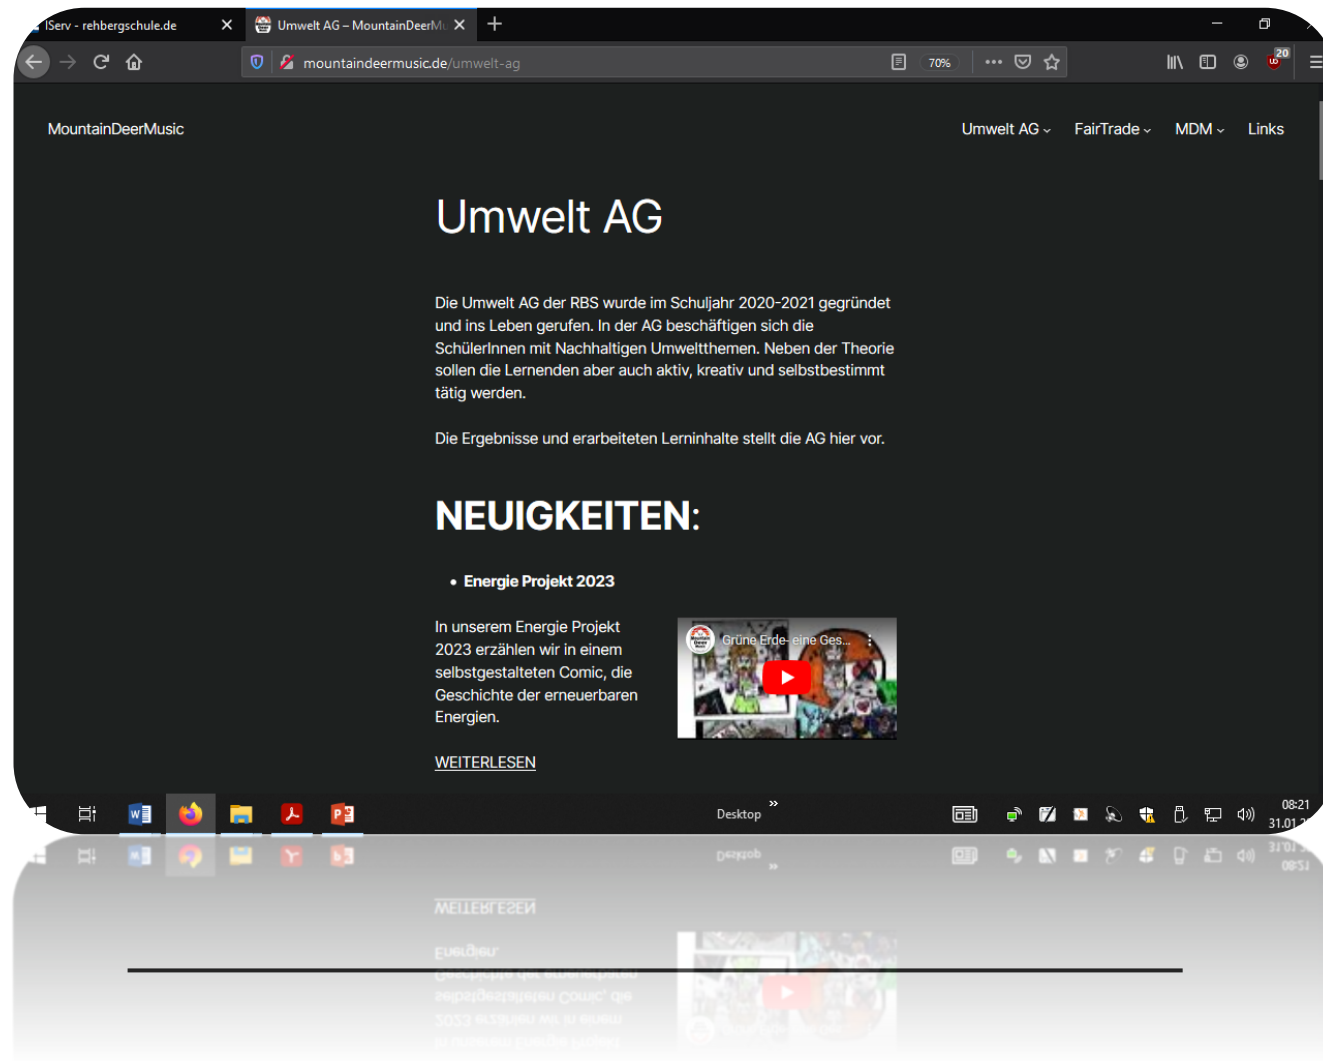 IServ - rehbergschule.de
Umwelt AG – MountainDeerMu
mountaindeermusic.de/umwelt-ag
70%
20
MountainDeerMusic
Umwelt AG
FairTrade
MDM
Links
Umwelt AG
Die Umwelt AG der RBS wurde im Schuljahr 2020-2021 gegründet
und ins Leben gerufen. In der AG beschäftigen sich die
SchülerInnen mit Nachhaltigen Umweltthemen. Neben der Theorie
sollen die Lernenden aber auch aktiv, kreativ und selbstbestimmt
tätig werden.
Die Ergebnisse und erarbeiteten Lerninhalte stellt die AG hier vor.
NEUIGKEITEN:
• Energie Projekt 2023
In unserem Energie Projekt
2023 erzählen wir in einem
selbstgestalteten Comic, die
Geschichte der erneuerbaren
Energien.
Grüne Erde- eine Ges...
WEITERLESEN
Desktop
08:21
31.01.